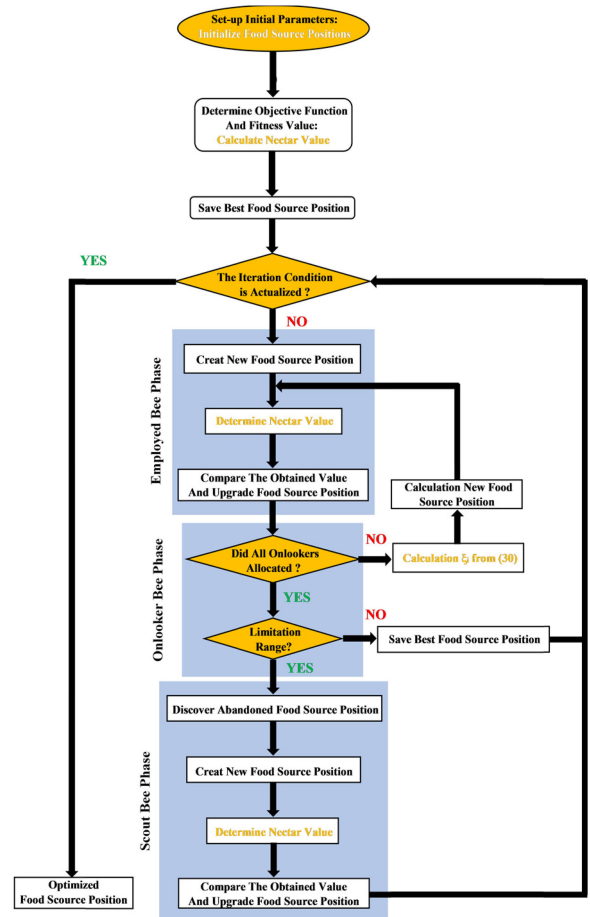 Set-up Initial Parameters:
Initialize Food Source Positions
Determine Objective Function
And Fitness Value:
Calculate Nectar Value
Save Best Food Source Position
YES
The Iteration Condition
is Actualized ?
NO
Employed Bee Phase
Creat New Food Source Position
Determine Nectar Value
Compare The Obtained Value
And Upgrade Food Source Position
Calculation New Food
Source Position
Onlooker Bee Phase
Did All Onlookers
Allocated ?
NO
Calculation ξ from (30)
YES
Limitation
Range?
NO
Save Best Food Source Position
YES
Scout Bee Phase
Discover Abandoned Food Source Position
Creat New Food Source Position
Determine Nectar Value
Compare The Obtained Value
And Upgrade Food Source Position
Optimized
Food Scource Position